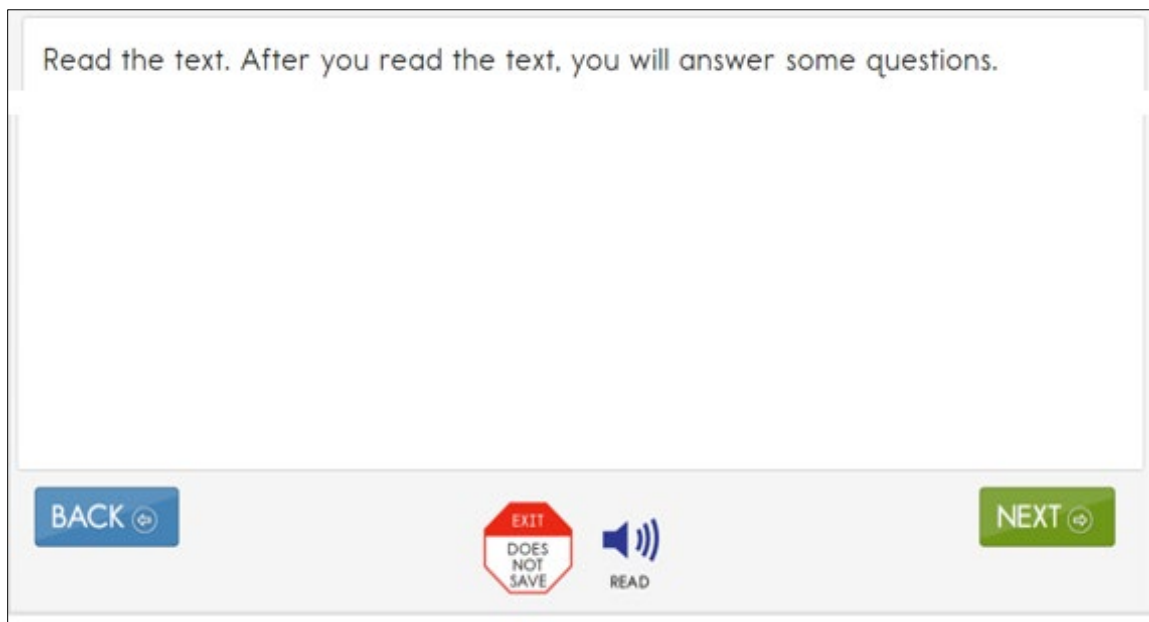 Read the text. After you read the text, you will answer some questions.
BACK
EXIT
DOES
NOT
SAVE
READ
NEXT